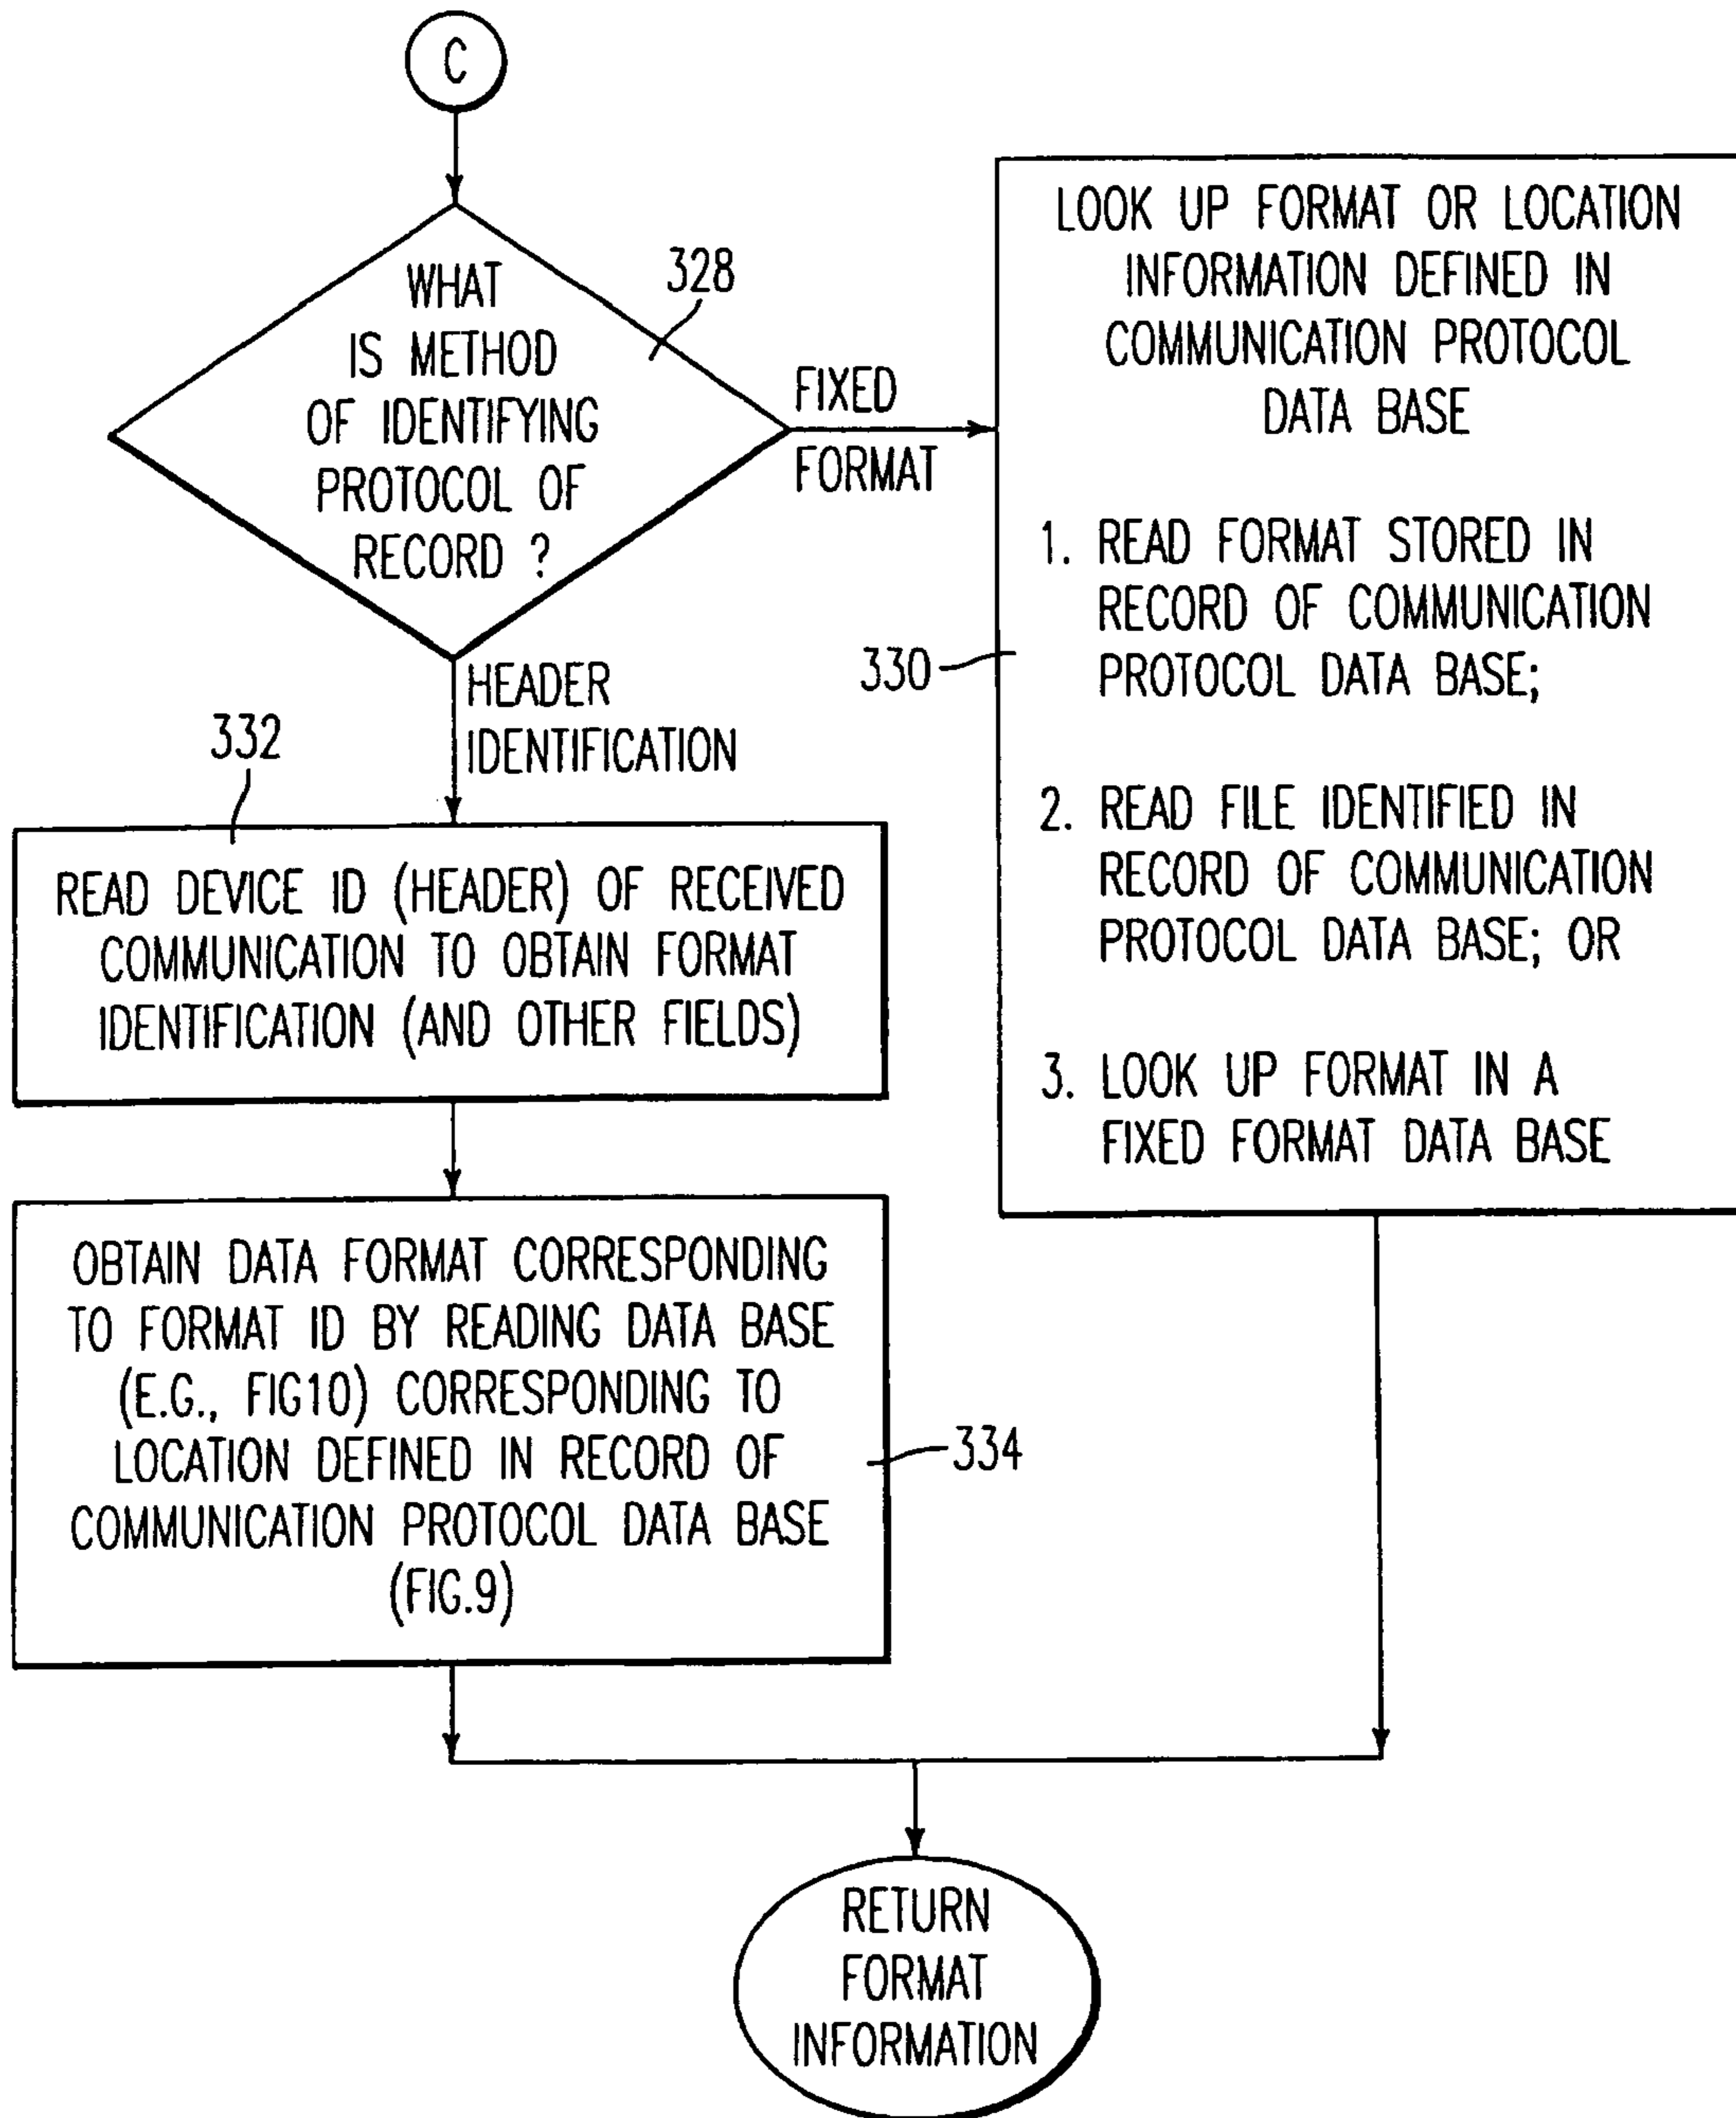 C
WHAT
IS METHOD
OF IDENTIFYING
PROTOCOL OF
RECORD ?
328
FIXED
FORMAT
HEADER
IDENTIFICATION
LOOK UP FORMAT OR LOCATION
INFORMATION DEFINED IN
COMMUNICATION PROTOCOL
DATA BASE
1. READ FORMAT STORED IN
RECORD OF COMMUNICATION
PROTOCOL DATA BASE;
2. READ FILE IDENTIFIED IN
RECORD OF COMMUNICATION
PROTOCOL DATA BASE; OR
3. LOOK UP FORMAT IN A
FIXED FORMAT DATA BASE
330
332
READ DEVICE ID (HEADER) OF RECEIVED
COMMUNICATION TO OBTAIN FORMAT
IDENTIFICATION (AND OTHER FIELDS)
OBTAIN DATA FORMAT CORRESPONDING
TO FORMAT ID BY READING DATA BASE
(E.G., FIG10) CORRESPONDING TO
LOCATION DEFINED IN RECORD OF
COMMUNICATION PROTOCOL DATA BASE
(FIG.9)
334
RETURN
FORMAT
INFORMATION